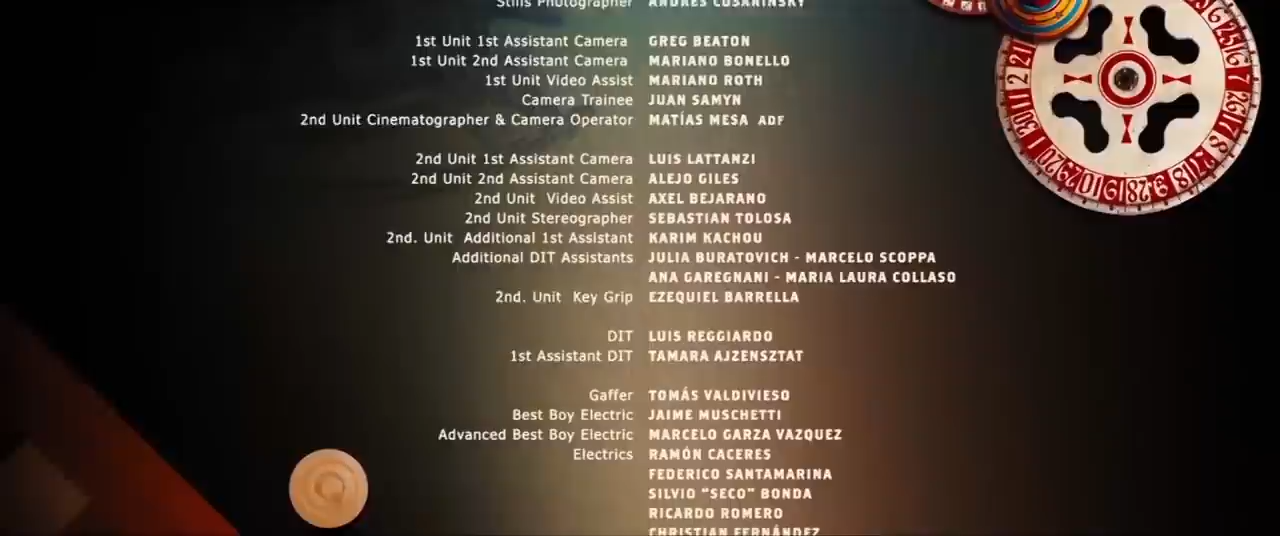 Stills Photographer ANDRÉS CUSARINSKY
1st Unit 1st Assistant Camera GREG BEATON
1st Unit 2nd Assistant Camera MARIANO BONELLO
1st Unit Video Assist MARIANO ROTH
Camera Trainee JUAN SAMYN
2nd Unit Cinematographer & Camera Operator MATÍAS MESA ADF
2nd Unit 1st Assistant Camera LUIS LATTANZI
2nd Unit 2nd Assistant Camera ALEJO GILES
2nd Unit Video Assist AXEL BEJARANO
2nd Unit Stereographer SEBASTIAN TOLOSA
2nd. Unit Additional 1st Assistant KARIM KACHOU
Additional DIT Assistants JULIA BURATOVICH - MARCELO SCOPPA
ANA GAREGNANI - MARIA LAURA COLLASO
2nd. Unit Key Grip EZEQUIEL BARRELLA
DIT LUIS REGGIARDO
1st Assistant DIT TAMARA AJZENSZTAT
Gaffer TOMÁS VALDIVIESO
Best Boy Electric JAIME MUSCHETTI
Advanced Best Boy Electric MARCELO GARZA VAZQUEZ
Electrics RAMÓN CACERES
FEDERICO SANTAMARINA
SILVIO “SECO” BONDA
RICARDO ROMERO
CHRISTIAN FERNÁNDEZ